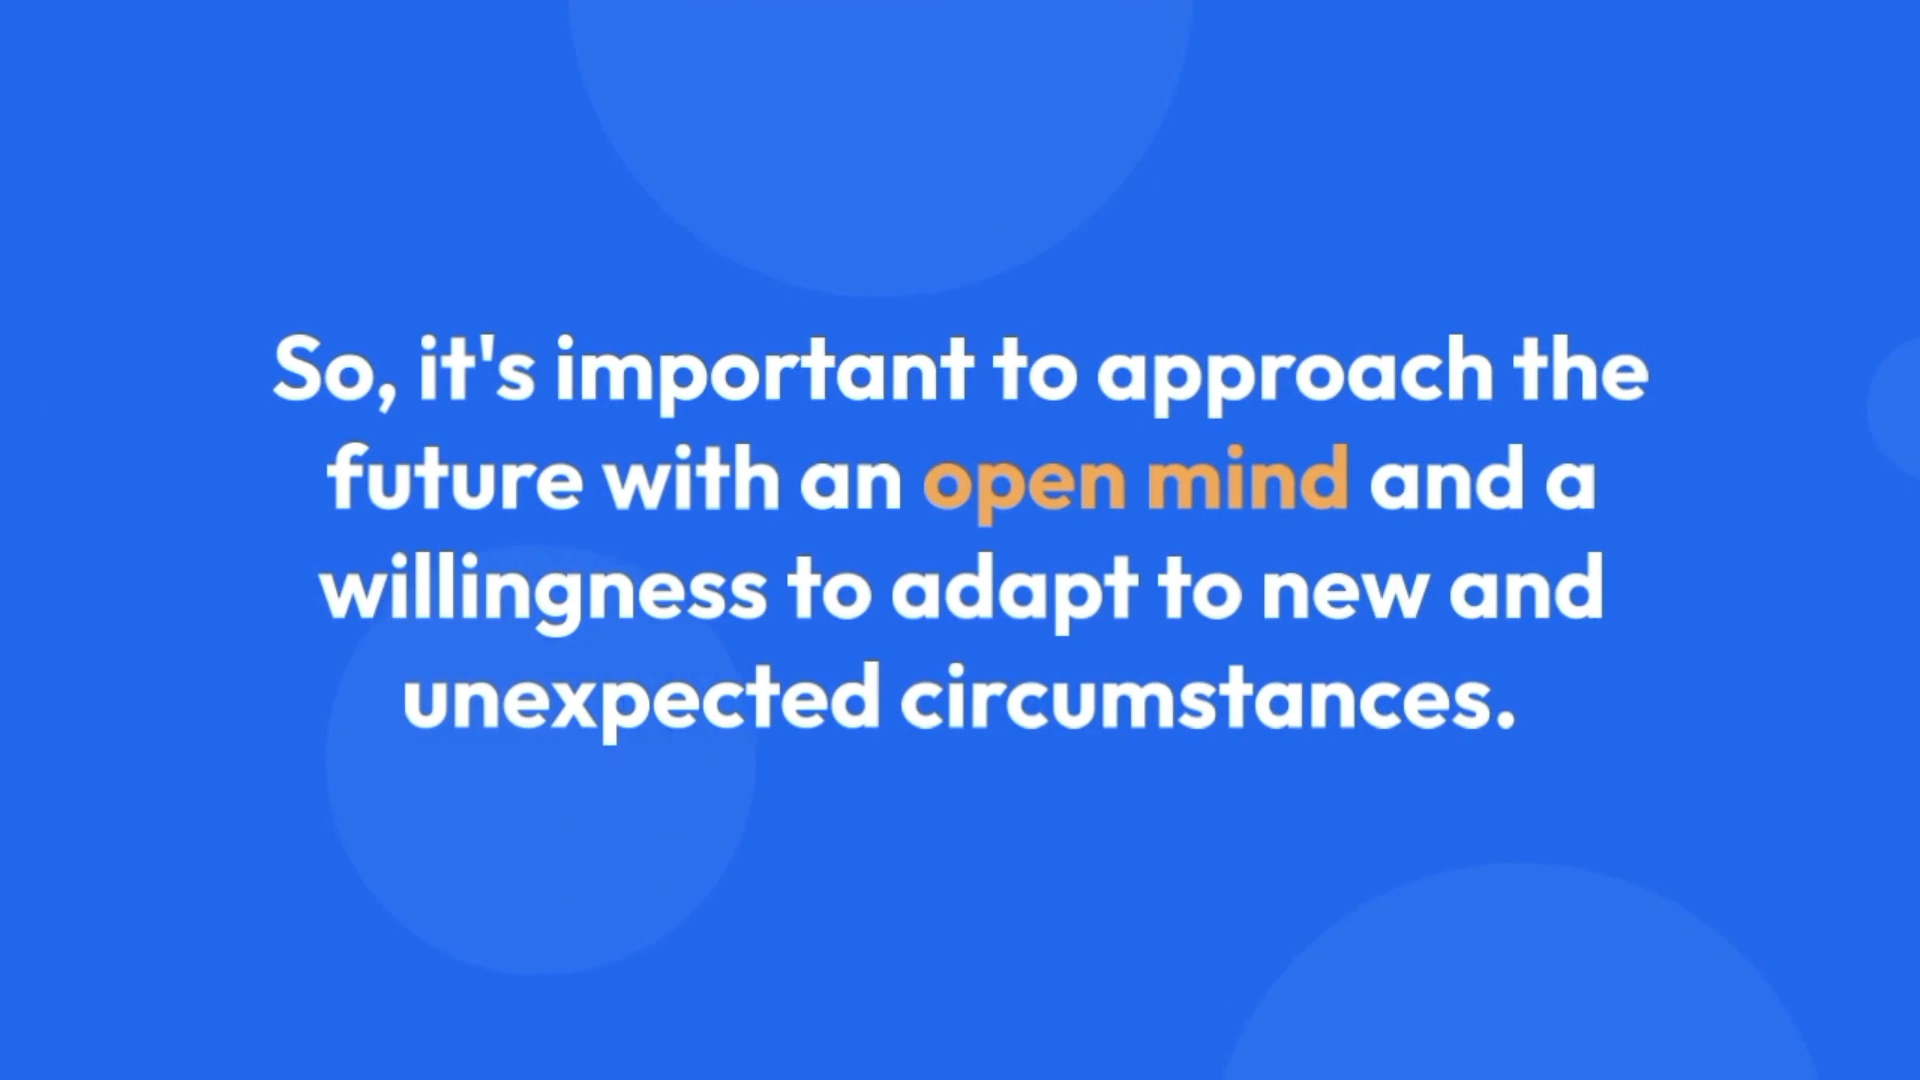 So, it's important to approach the
future with an open mind and a
willingness to adapt to new and
unexpected circumstances.